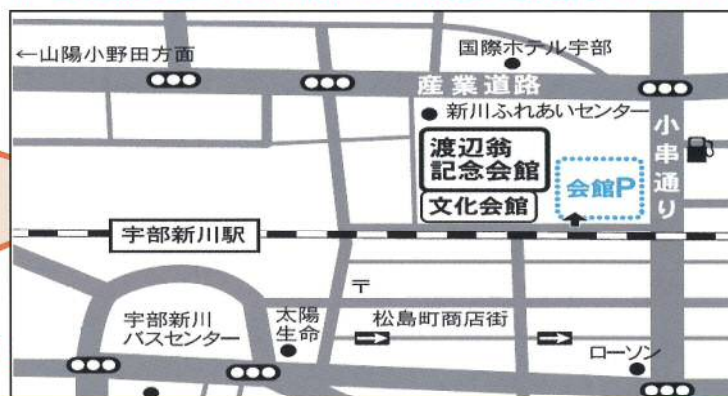 ←山陽小野田方面
国際ホテル宇部
産業道路
新川ふれあいセンター
渡辺翁
記念会館
文化会館
会館P
小串通り
宇部新川駅
〒
宇部新川
バスセンター
太陽
生命
松島町商店街
ローソン